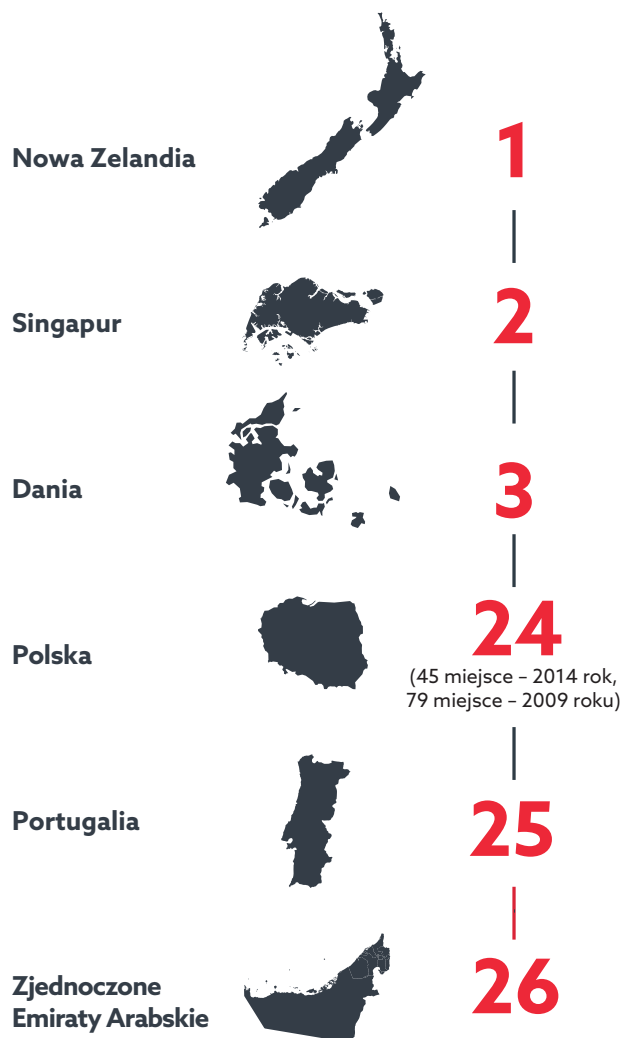 Nowa Zelandia
1
Singapur
2
Dania
3
Polska
24
(45 miejsce – 2014 rok,
79 miejsce – 2009 roku)
Portugalia
25
Zjednoczone
Emiraty Arabskie
26